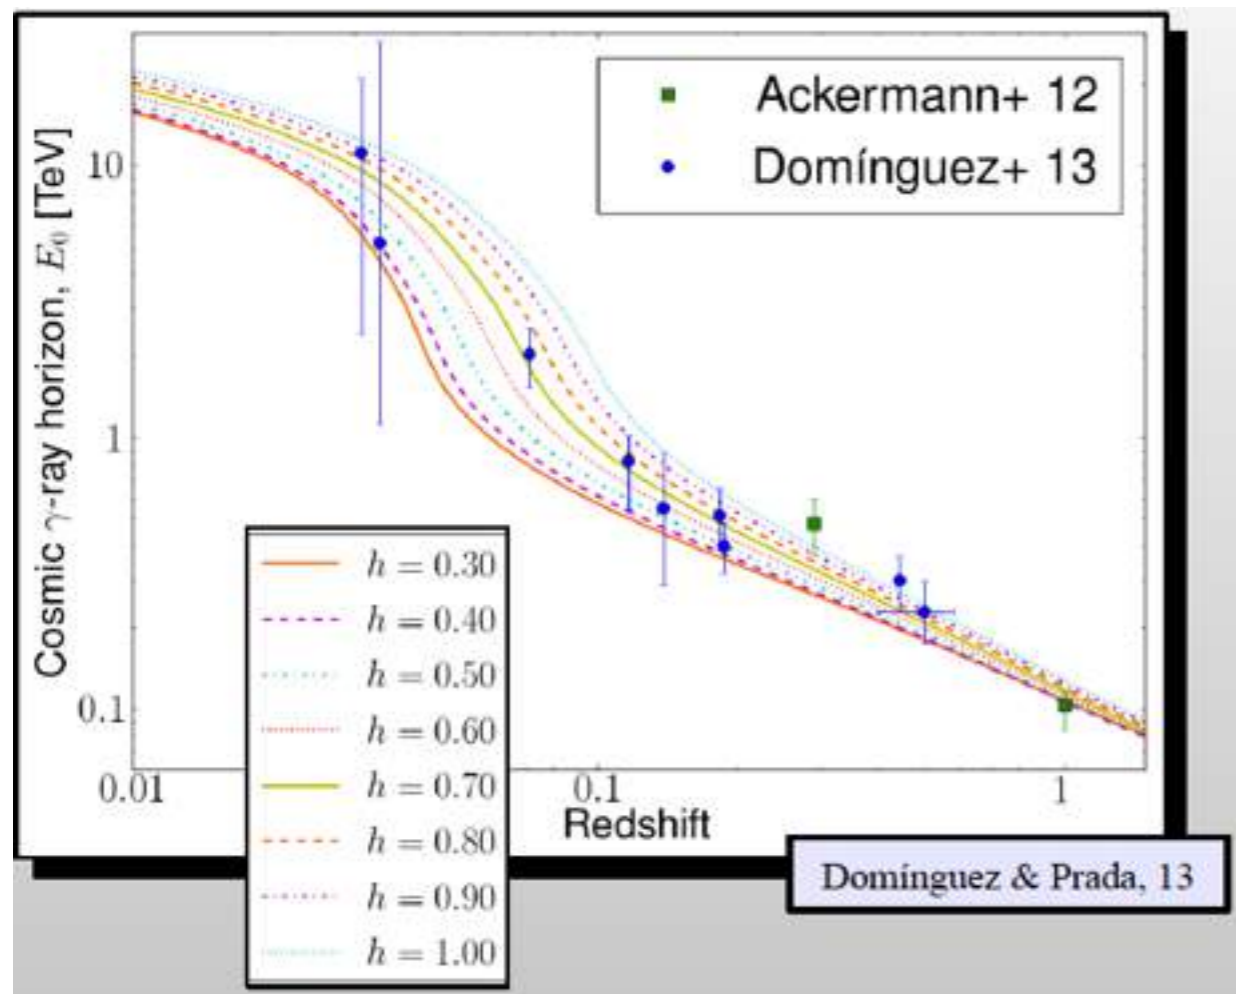 Cosmic γ-ray horizon, E₀ [TeV]
10
1
0.1
Ackermann+ 12
Domínguez+ 13
h = 0.30
h = 0.40
h = 0.50
h = 0.60
h = 0.70
h = 0.80
h = 0.90
h = 1.00
0.01
0.1
1
Redshift
Domínguez & Prada, 13